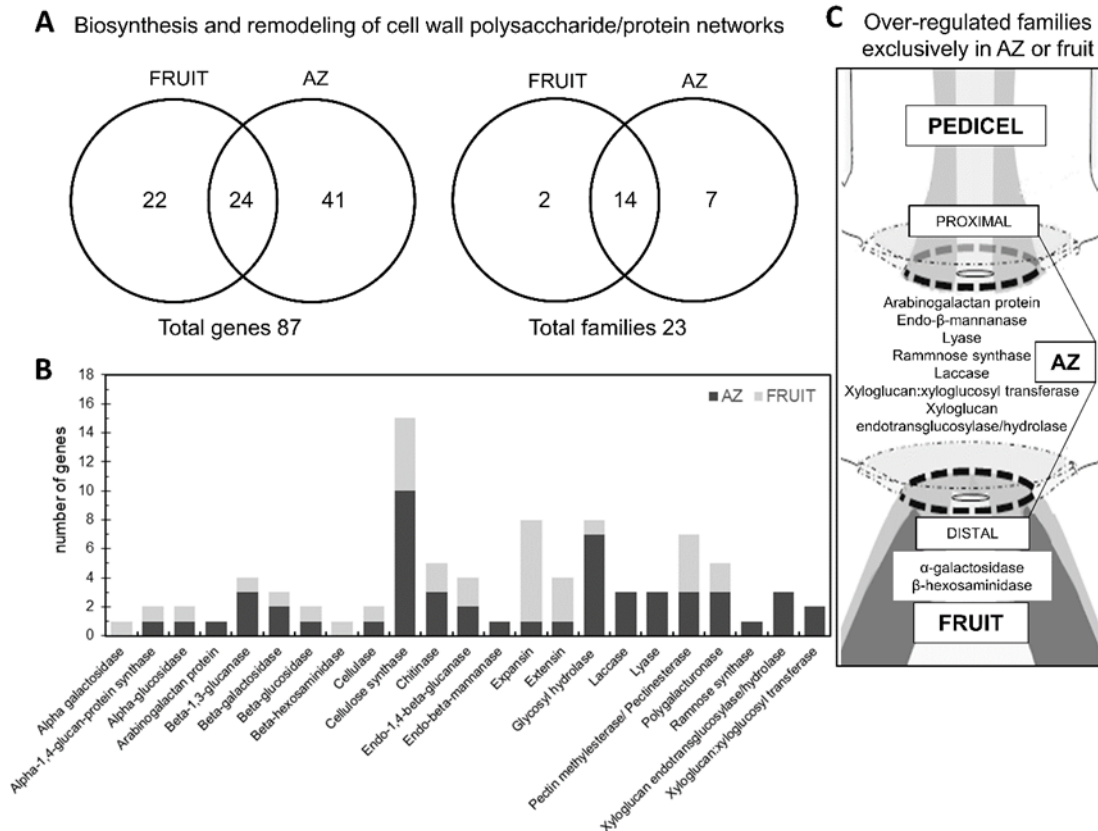 A Biosynthesis and remodeling of cell wall polysaccharide/protein networks
FRUIT AZ
22 24 41
Total genes 87
FRUIT AZ
2 14 7
Total families 23
B
number of genes
18
16
14
12
10
8
6
4
2
0
AZ FRUIT
Alpha galactosidase
Alpha-1,4-glucan-protein synthase
Alpha-glucosidase
Arabinogalactan protein
Beta-1,3-glucanase
Beta-galactosidase
Beta-glucosidase
Beta-hexosaminidase
Cellulase
Cellulose synthase
Chitinase
Endo-1,4-beta-glucanase
Endo-beta-mannanase
Expansin
Extensin
Glycosyl hydrolase
Laccase
Lyase
Pectin methylesterase/ Peclinesterase
Polygalacturonase
Ramnose synthase
Xyloglucan endotransglucosylase/hydrolase
Xyloglucan:xyloglucosyl transferase
C Over-regulated families
exclusively in AZ or fruit
PEDICEL
PROXIMAL
Arabinogalactan protein
Endo-β-mannanase
Lyase
Rammnose synthase
Laccase
Xyloglucan:xyloglucosyl transferase
Xyloglucan
endotransglucosylase/hydrolase
AZ
DISTAL
α-galactosidase
β-hexosaminidase
FRUIT